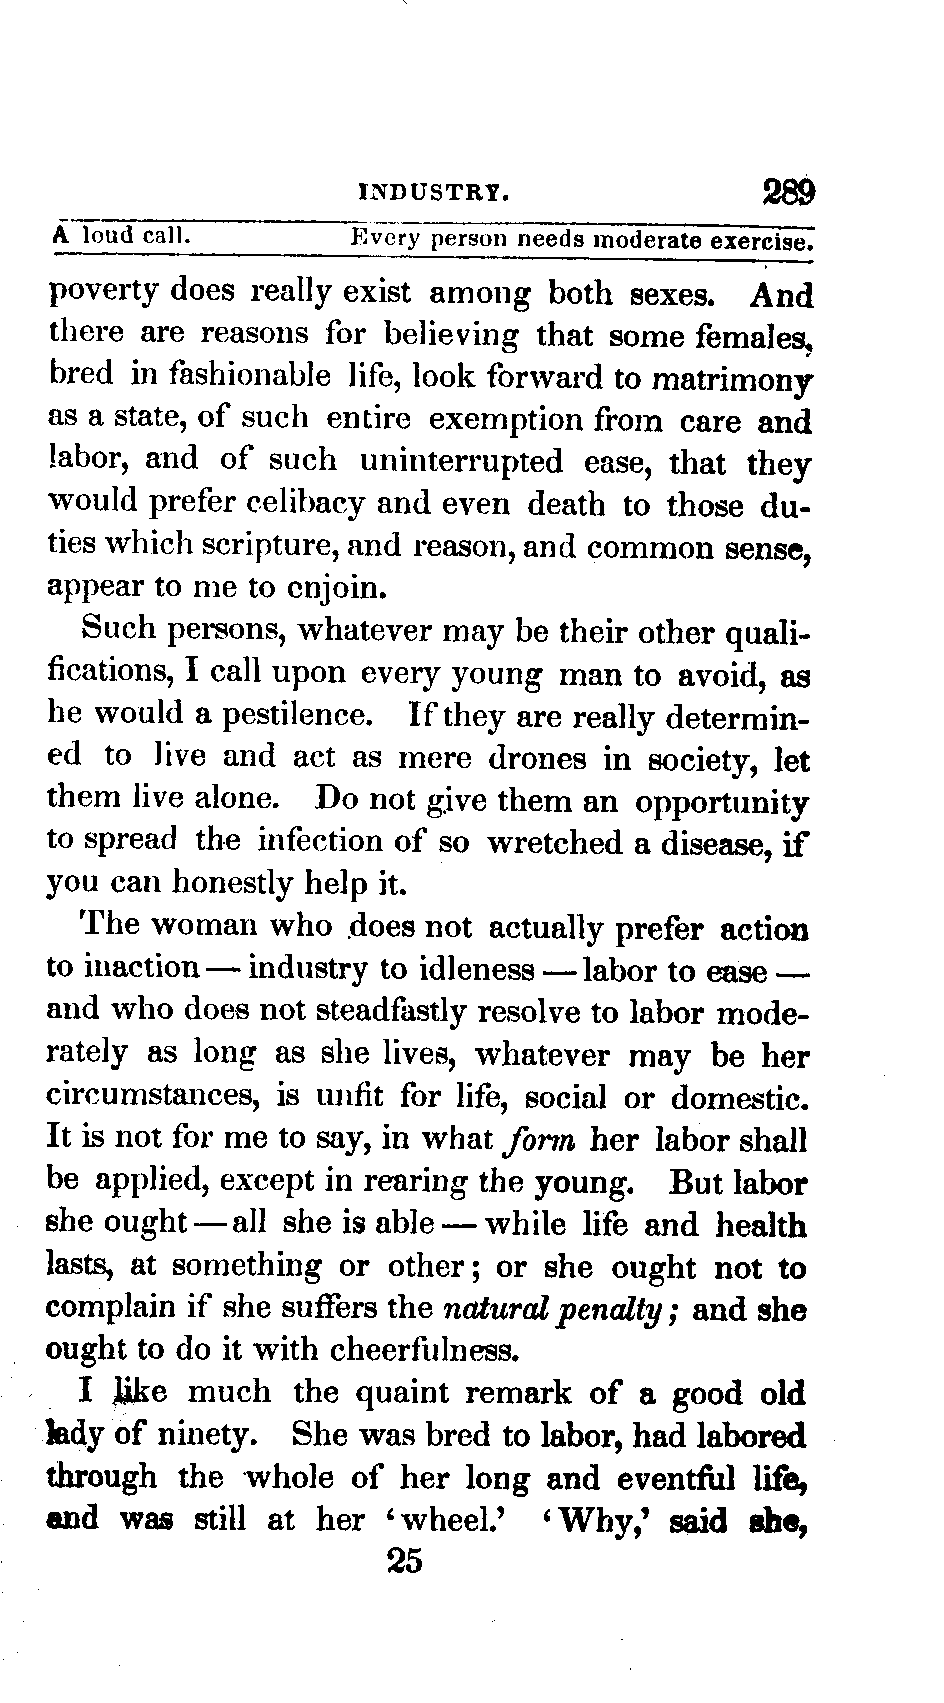 INDUSTRY. 289
A loud call. Every person needs moderate exercise.
poverty does really exist among both sexes. And
there are reasons for believing that some females,
bred in fashionable life, look forward to matrimony
as a state, of such entire exemption from care and
labor, and of such uninterrupted ease, that they
would prefer celibacy and even death to those du-
ties which scripture, and reason, and common sense,
appear to me to enjoin.
Such persons, whatever may be their other quali-
fications, I call upon every young man to avoid, as
he would a pestilence. If they are really determin-
ed to live and act as mere drones in society, let
them live alone. Do not give them an opportunity
to spread the infection of so wretched a disease, if
you can honestly help it.
The woman who does not actually prefer action
to inaction — industry to idleness — labor to ease —
and who does not steadfastly resolve to labor mode-
rately as long as she lives, whatever may be her
circumstances, is unfit for life, social or domestic.
It is not for me to say, in what form her labor shall
be applied, except in rearing the young. But labor
she ought — all she is able — while life and health
lasts, at something or other; or she ought not to
complain if she suffers the natural penalty; and she
ought to do it with cheerfulness.
I like much the quaint remark of a good old
lady of ninety. She was bred to labor, had labored
through the whole of her long and eventful life,
and was still at her ‘wheel.’ ‘Why,’ said she,
25